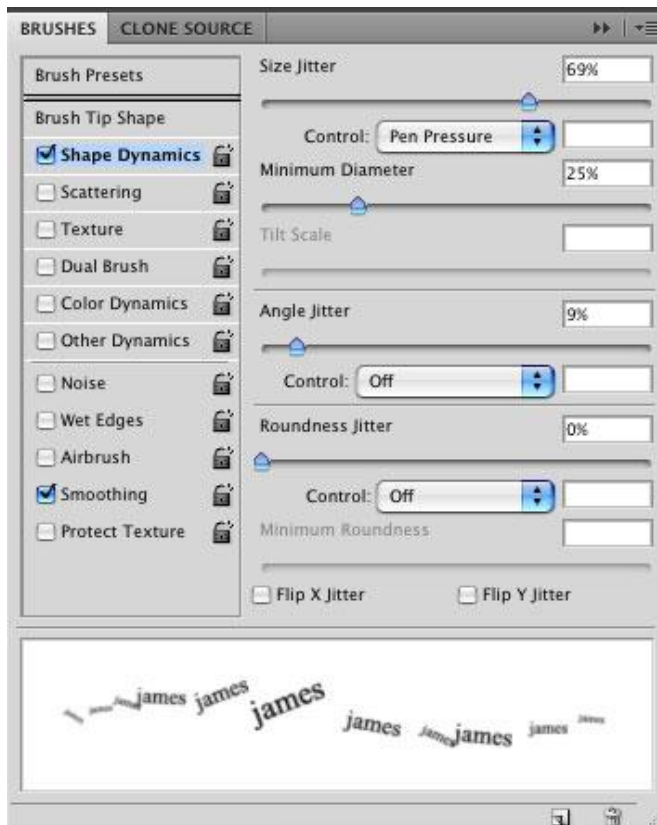 BRUSHES CLONE SOURCE
Brush Presets
Brush Tip Shape
Shape Dynamics
Scattering
Texture
Dual Brush
Color Dynamics
Other Dynamics
Noise
Wet Edges
Airbrush
Smoothing
Protect Texture
Size Jitter 69%
Control: Pen Pressure
Minimum Diameter 25%
Tilt Scale
Angle Jitter 9%
Control: Off
Roundness Jitter 0%
Control: Off
Minimum Roundness
Flip X Jitter Flip Y Jitter
james james james james james james james james